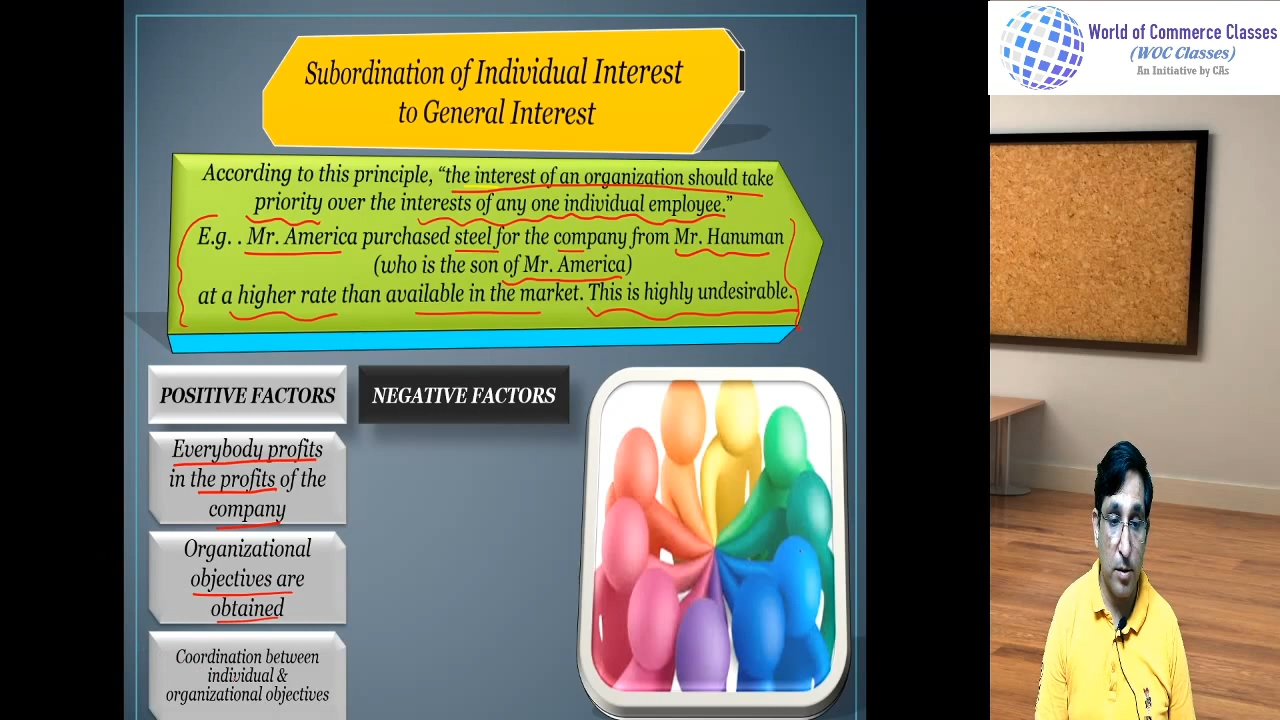 Subordination of Individual Interest
to General Interest
According to this principle, “the interest of an organization should take
priority over the interests of any one individual employee.”
E.g. . Mr. America purchased steel for the company from Mr. Hanuman
(who is the son of Mr. America)
at a higher rate than available in the market. This is highly undesirable.
POSITIVE FACTORS
NEGATIVE FACTORS
Everybody profits
in the profits of the
company
Organizational
objectives are
obtained
Coordination between
individual &
organizational objectives
World of Commerce Classes
(WOC Classes)
An Initiative by CAs